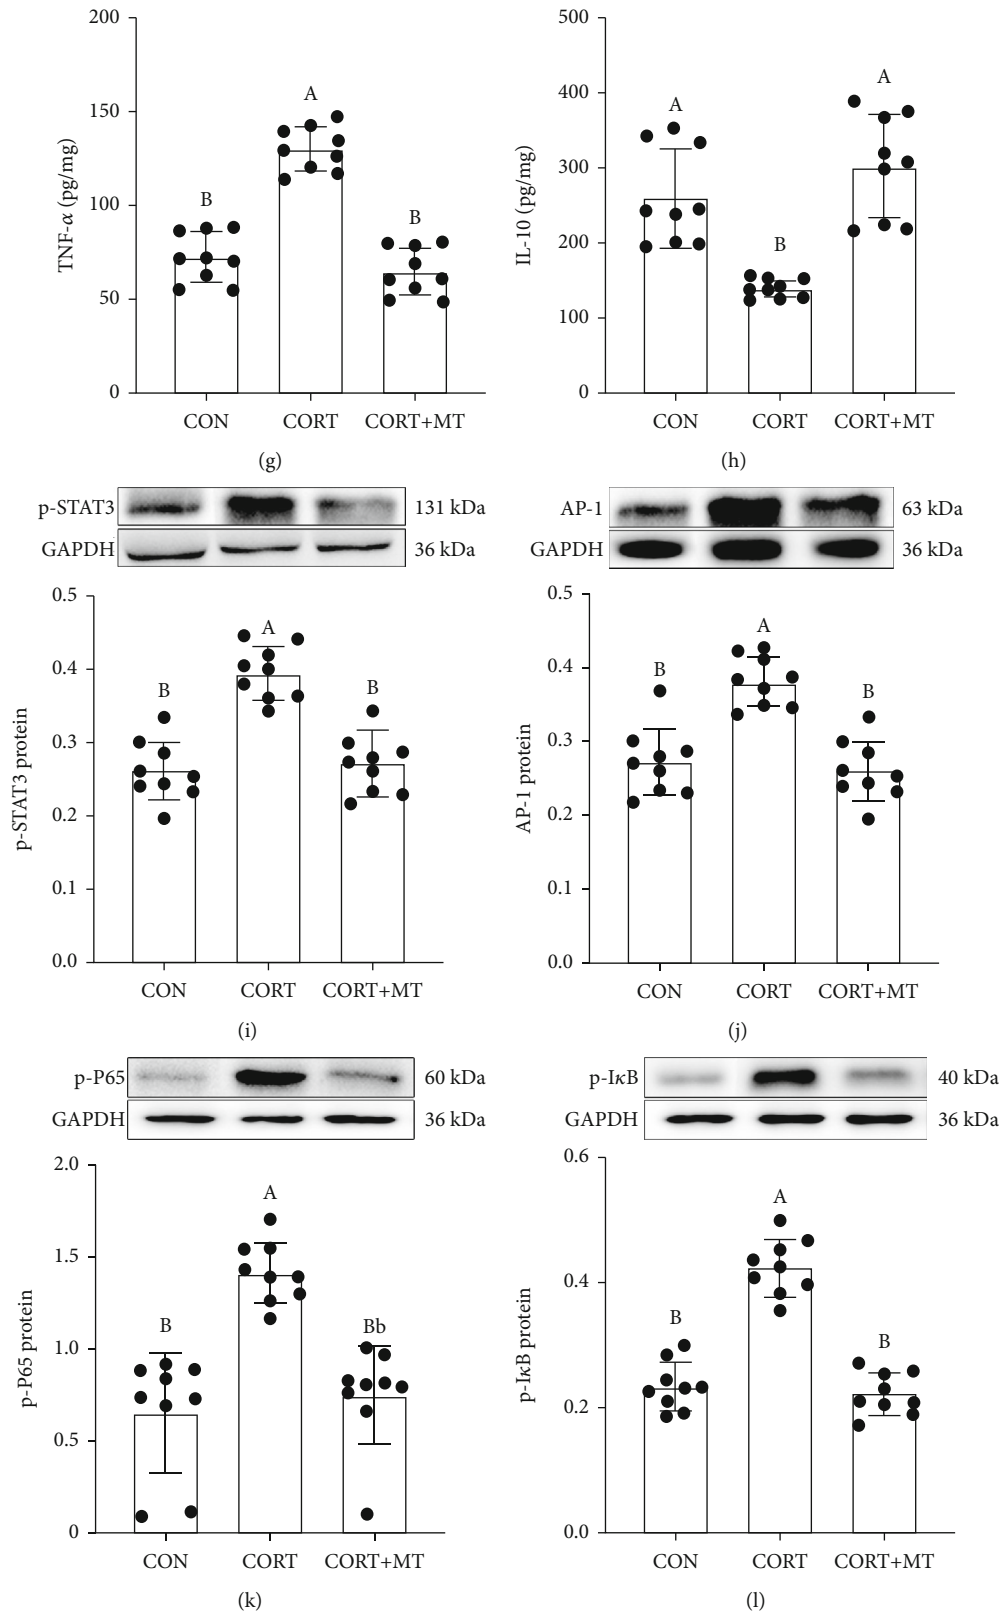 200
150
100
50
0
TNF-α (pg/mg)
B
A
B
CON
CORT
CORT+MT
(g)
500
400
300
200
100
0
IL-10 (pg/mg)
A
B
A
CON
CORT
CORT+MT
(h)
p-STAT3
131 kDa
GAPDH
36 kDa
0.5
0.4
0.3
0.2
0.1
0.0
p-STAT3 protein
B
A
B
CON
CORT
CORT+MT
(i)
AP-1
63 kDa
GAPDH
36 kDa
0.5
0.4
0.3
0.2
0.1
0.0
AP-1 protein
B
A
B
CON
CORT
CORT+MT
(j)
p-P65
60 kDa
GAPDH
36 kDa
2.0
1.5
1.0
0.5
0
p-P65 protein
B
A
Bb
CON
CORT
CORT+MT
(k)
p-IκB
40 kDa
GAPDH
36 kDa
0.6
0.4
0.2
0.0
p-IκB protein
B
A
B
CON
CORT
CORT+MT
(l)